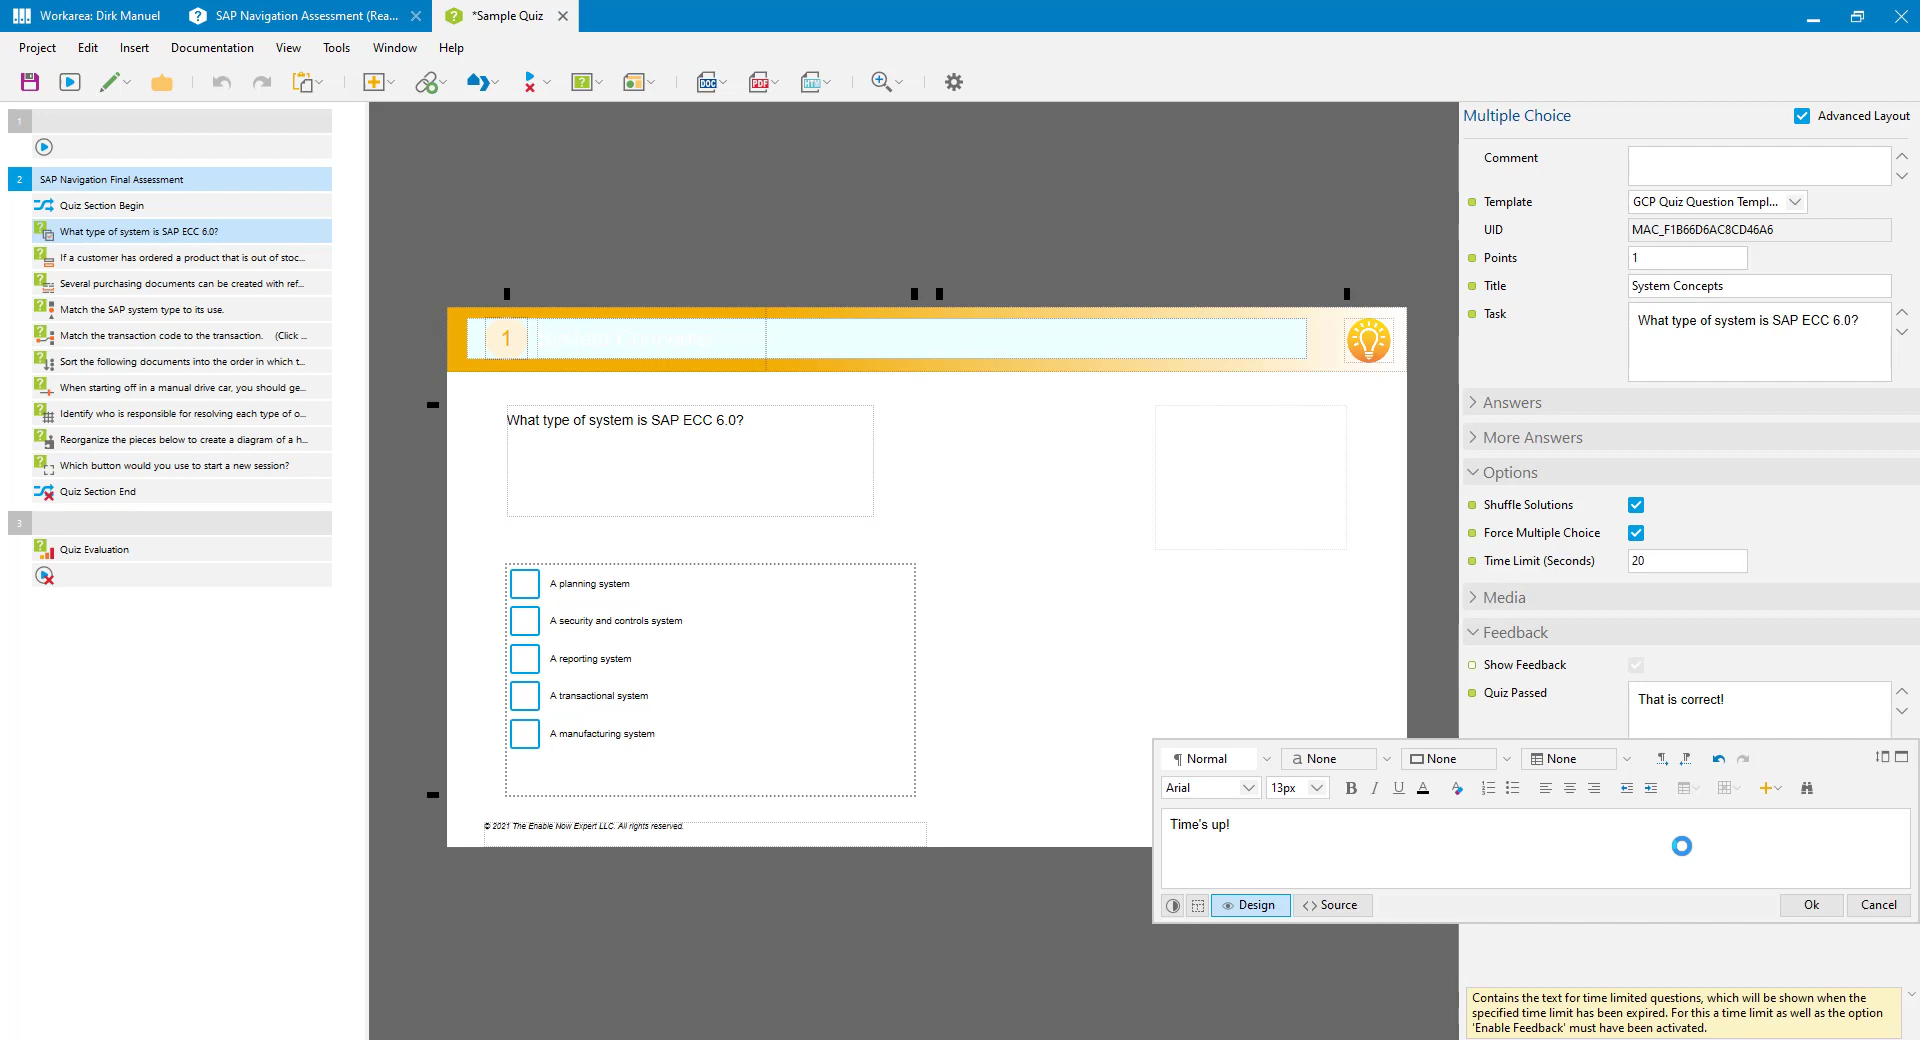 Workarea: Dirk Manuel
SAP Navigation Assessment (Rea...
*Sample Quiz
Project Edit Insert Documentation View Tools Window Help
DOC PDF HTM
1
2 SAP Navigation Final Assessment
Quiz Section Begin
What type of system is SAP ECC 6.0?
If a customer has ordered a product that is out of stoc...
Several purchasing documents can be created with ref...
Match the SAP system type to its use.
Match the transaction code to the transaction. (Click ...
Sort the following documents into the order in which t...
When starting off in a manual drive car, you should ge...
Identify who is responsible for resolving each type of o...
Reorganize the pieces below to create a diagram of a h...
Which button would you use to start a new session?
Quiz Section End
3
Quiz Evaluation
1
What type of system is SAP ECC 6.0?
A planning system
A security and controls system
A reporting system
A transactional system
A manufacturing system
© 2021 The Enable Now Expert LLC. All rights reserved.
Multiple Choice
Advanced Layout
Comment
Template GCP Quiz Question Templ...
UID MAC_F1B66D6AC8CD46A6
Points 1
Title System Concepts
Task What type of system is SAP ECC 6.0?
Answers
More Answers
Options
Shuffle Solutions
Force Multiple Choice
Time Limit (Seconds) 20
Media
Feedback
Show Feedback
Quiz Passed That is correct!
Normal a None None None
Arial 13px B I U A
Time's up!
Design Source Ok Cancel
Contains the text for time limited questions, which will be shown when the
specified time limit has been expired. For this a time limit as well as the option
'Enable Feedback' must have been activated.